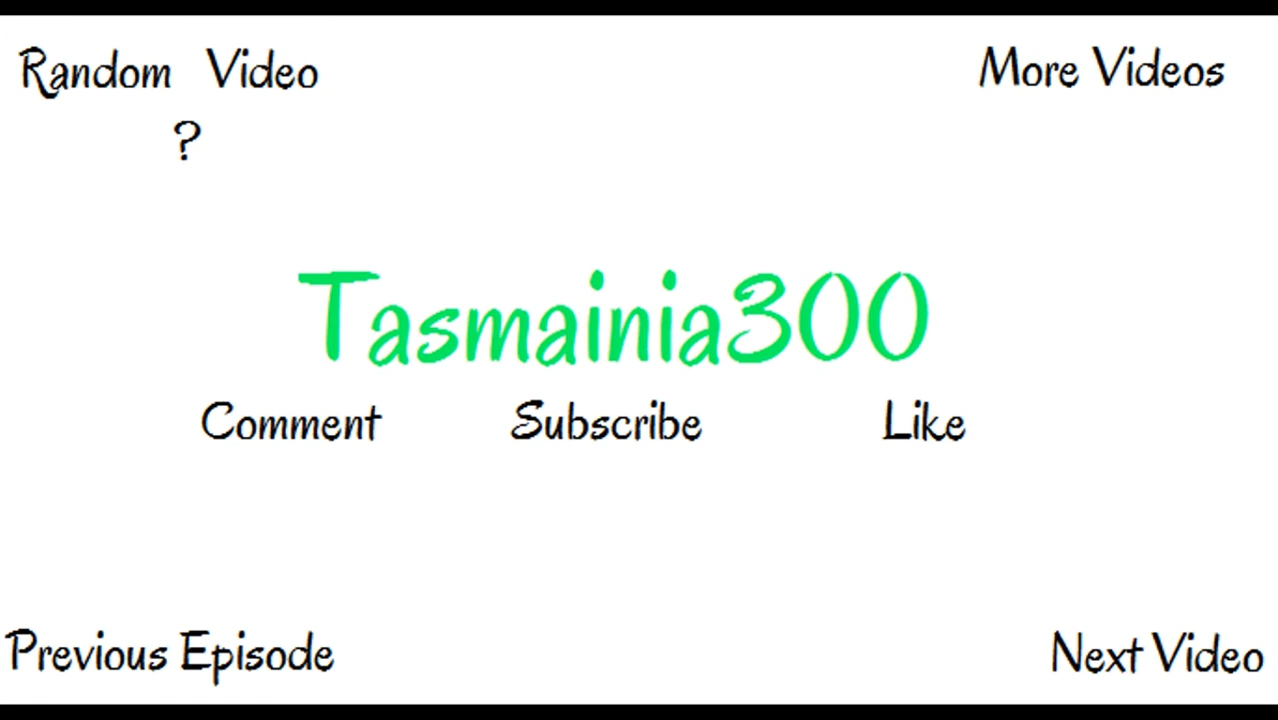 Random Video
?
More Videos
Tasmainia300
Comment Subscribe Like
Previous Episode
Next Video